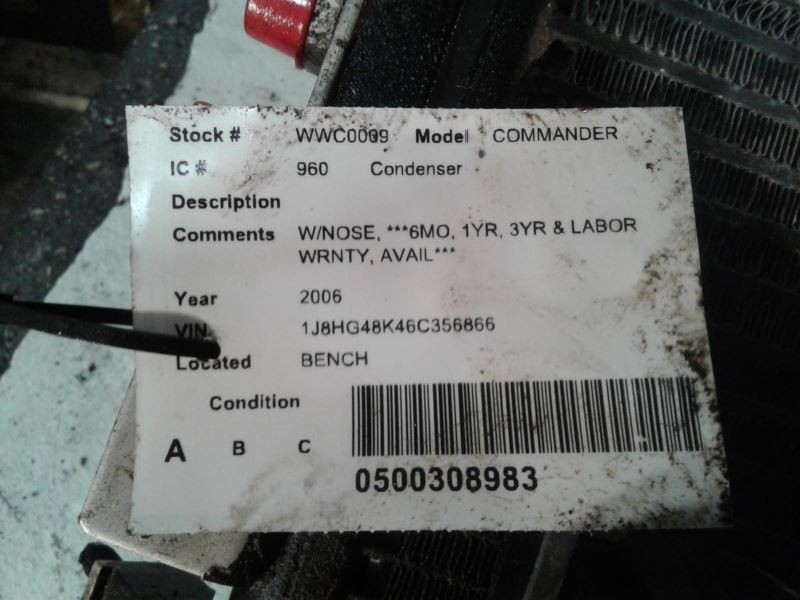 Stock # WWC0009 Model COMMANDER
IC # 960 Condenser
Description
Comments W/NOSE, ***6MO, 1YR, 3YR & LABOR
WRNTY, AVAIL***
Year 2006
VIN 1J8HG48K46C356866
Located BENCH
Condition
A B C
0500308983